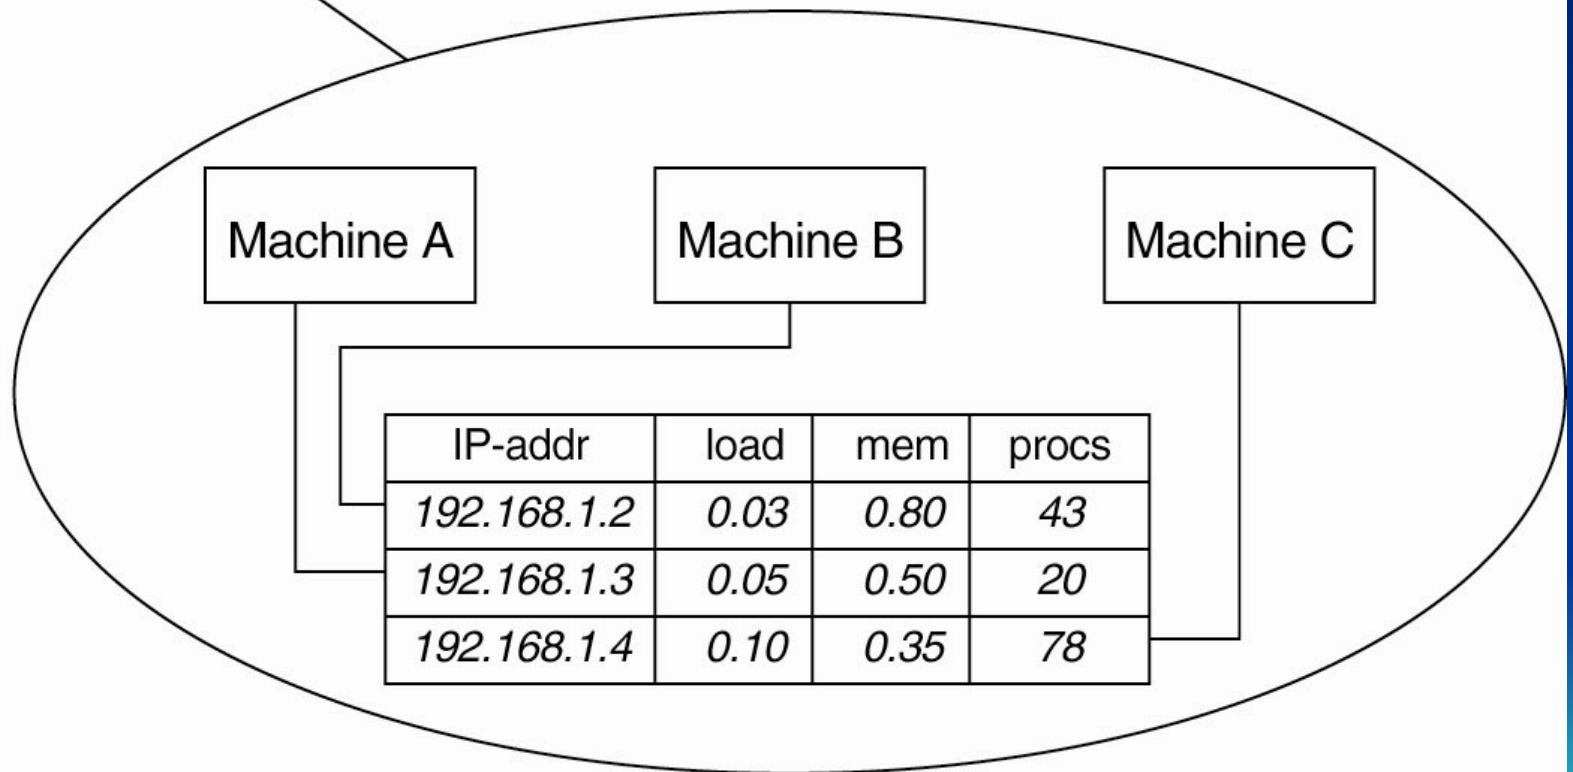 Machine A Machine B Machine C
IP-addr load mem procs
192.168.1.2 0.03 0.80 43
192.168.1.3 0.05 0.50 20
192.168.1.4 0.10 0.35 78